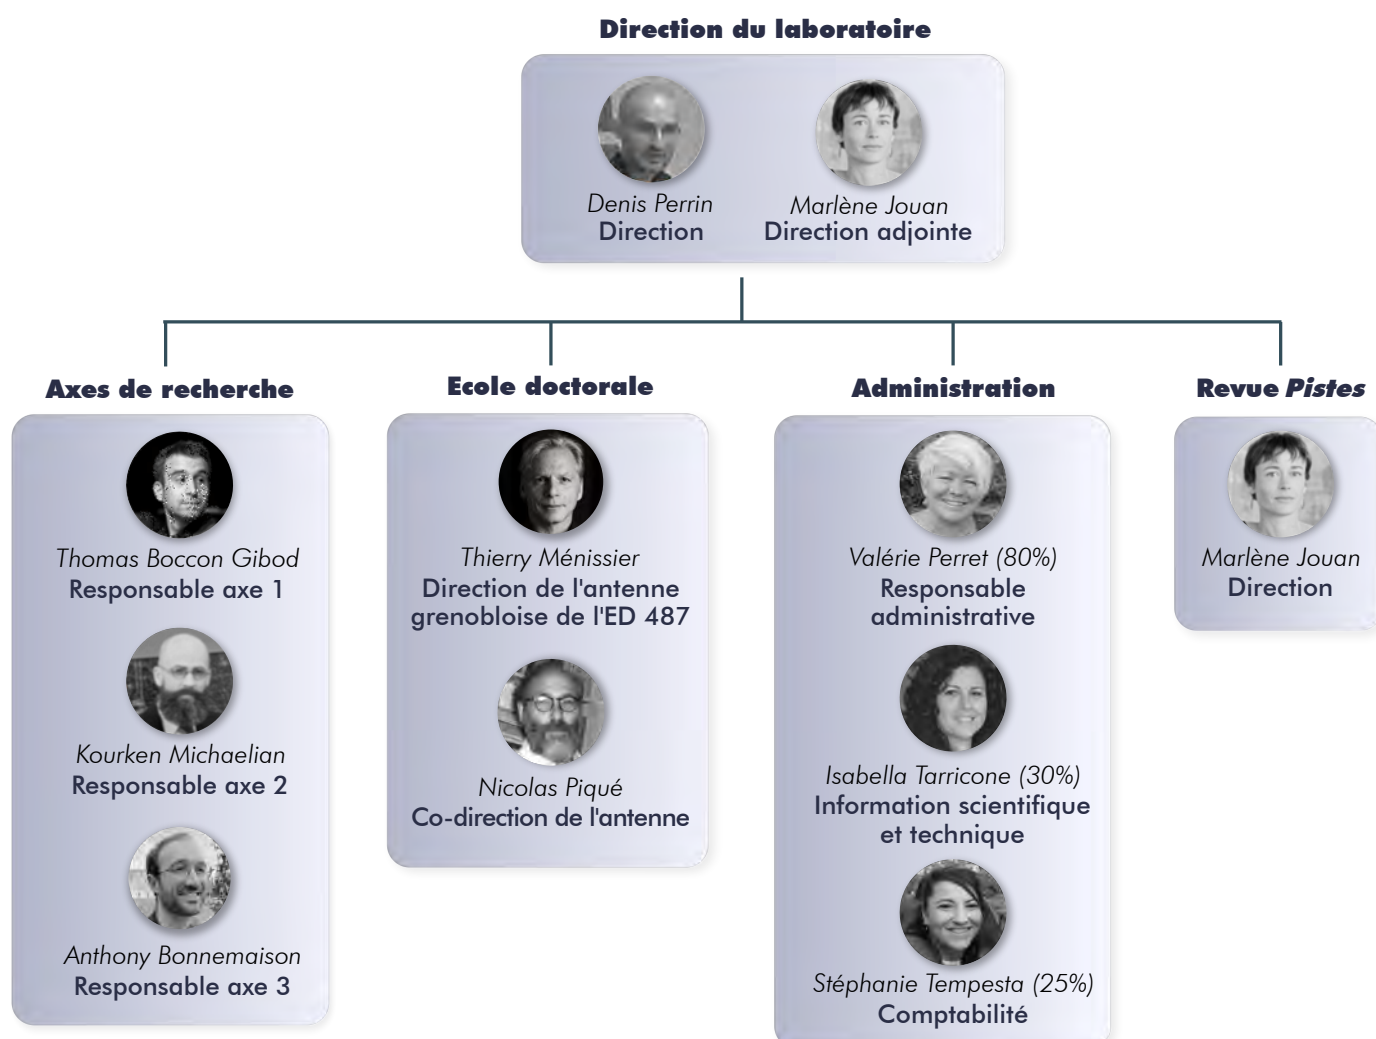 Direction du laboratoire
Denis Perrin
Direction
Marlène Jouan
Direction adjointe
Axes de recherche
Thomas Boccon Gibod
Responsable axe 1
Kourken Michaelian
Responsable axe 2
Anthony Bonnemaison
Responsable axe 3
Ecole doctorale
Thierry Ménissier
Direction de l'antenne
grenobloise de l'ED 487
Nicolas Piqué
Co-direction de l'antenne
Administration
Valérie Perret (80%)
Responsable
administrative
Isabella Tarricone (30%)
Information scientifique
et technique
Stéphanie Tempesta (25%)
Comptabilité
Revue Pistes
Marlène Jouan
Direction